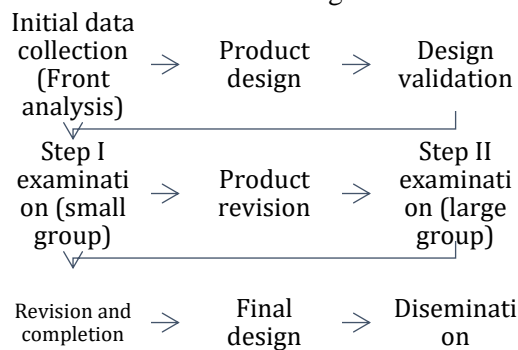 Initial data
collection
(Front
analysis)
Product
design
Design
validation
Step I
examinati
on (small
group)
Product
revision
Step II
examinati
on (large
group)
Revision and
completion
Final
design
Diseminati
on